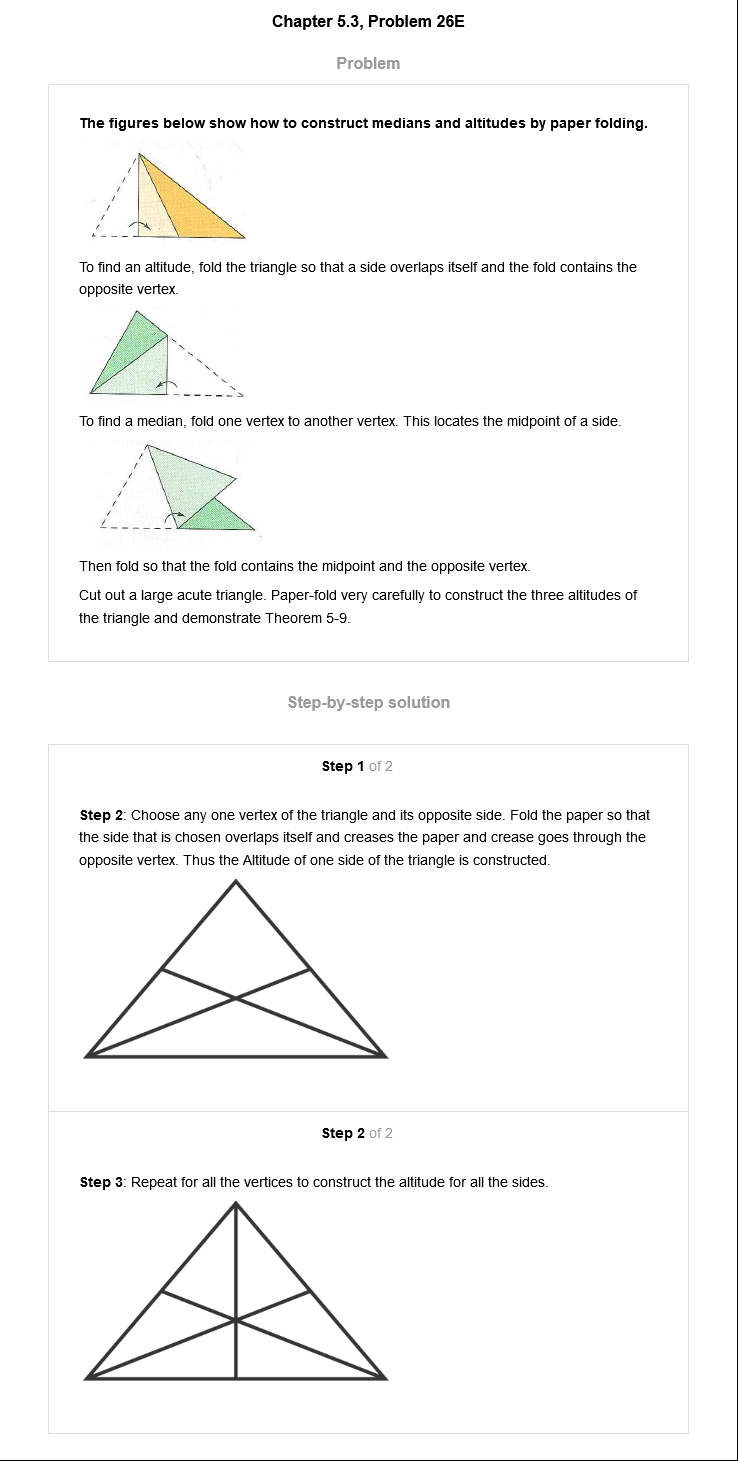 Chapter 5.3, Problem 26E
Problem
The figures below show how to construct medians and altitudes by paper folding.
To find an altitude, fold the triangle so that a side overlaps itself and the fold contains the
opposite vertex.
To find a median, fold one vertex to another vertex. This locates the midpoint of a side.
Then fold so that the fold contains the midpoint and the opposite vertex.
Cut out a large acute triangle. Paper-fold very carefully to construct the three altitudes of
the triangle and demonstrate Theorem 5-9.
Step-by-step solution
Step 1 of 2
Step 2: Choose any one vertex of the triangle and its opposite side. Fold the paper so that
the side that is chosen overlaps itself and creases the paper and crease goes through the
opposite vertex. Thus the Altitude of one side of the triangle is constructed.
Step 2 of 2
Step 3: Repeat for all the vertices to construct the altitude for all the sides.